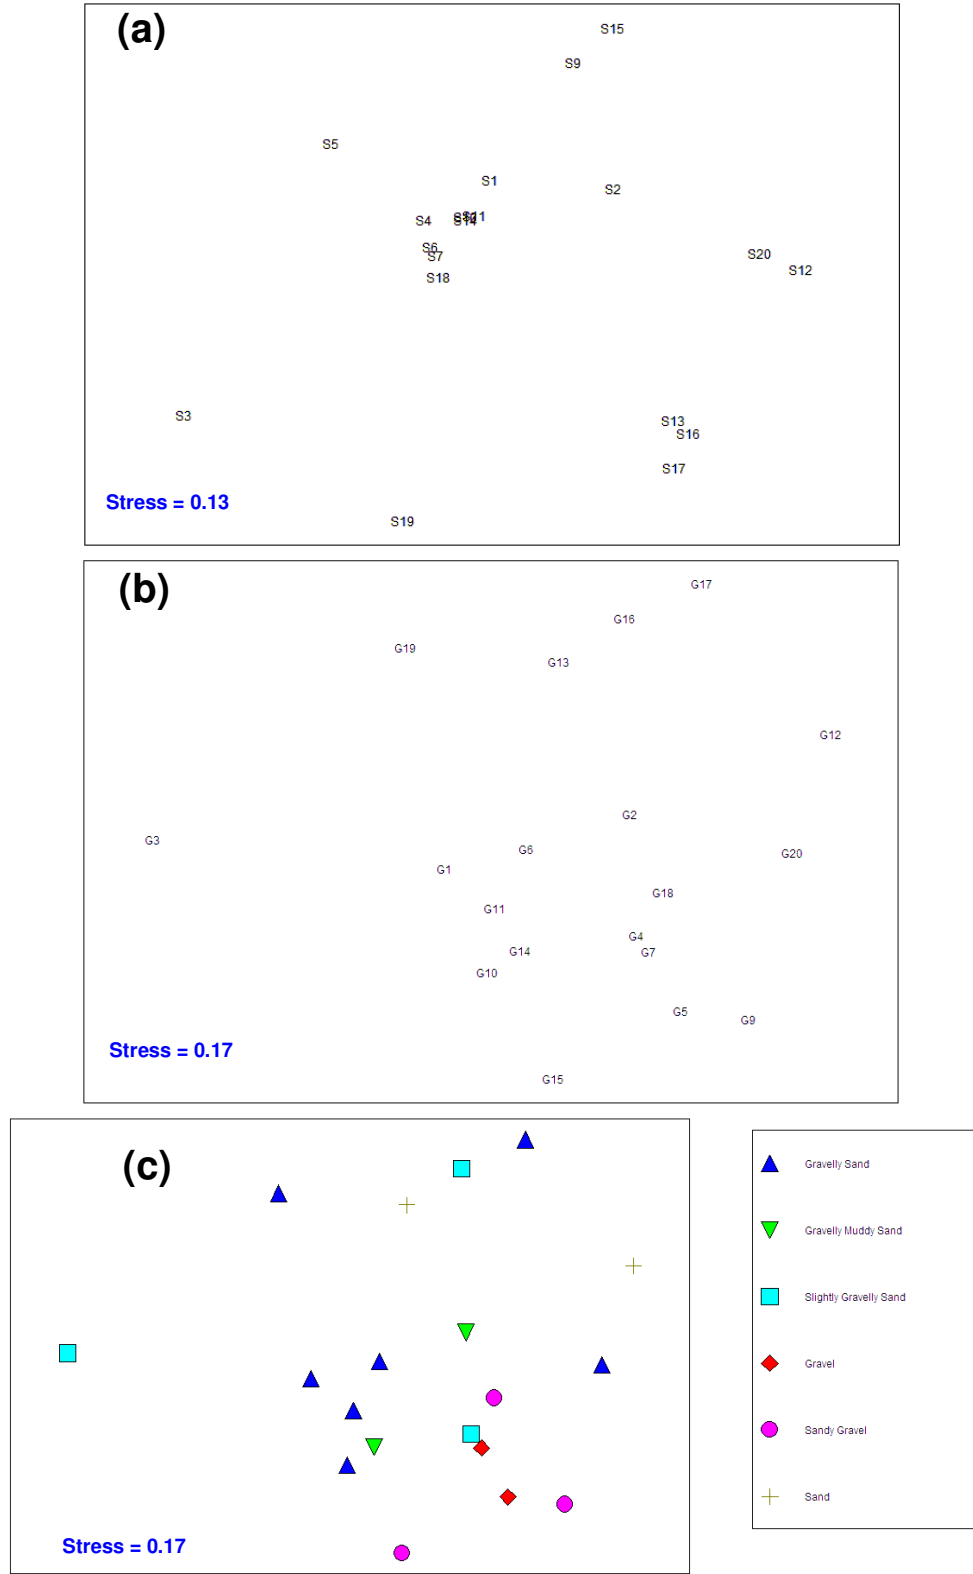 (a)
S15
S9
S5
S1
S2
S4
S11
S14
S6
S7
S18
S20
S12
S3
S13
S16
S17
Stress = 0.13
S19
(b)
G17
G16
G19
G13
G12
G2
G3
G6
G20
G1
G18
G11
G4
G14
G7
G10
G5
G9
Stress = 0.17
G15
(c)
Gravelly Sand
Gravelly Muddy Sand
Slightly Gravelly Sand
Gravel
Sandy Gravel
Sand
Stress = 0.17